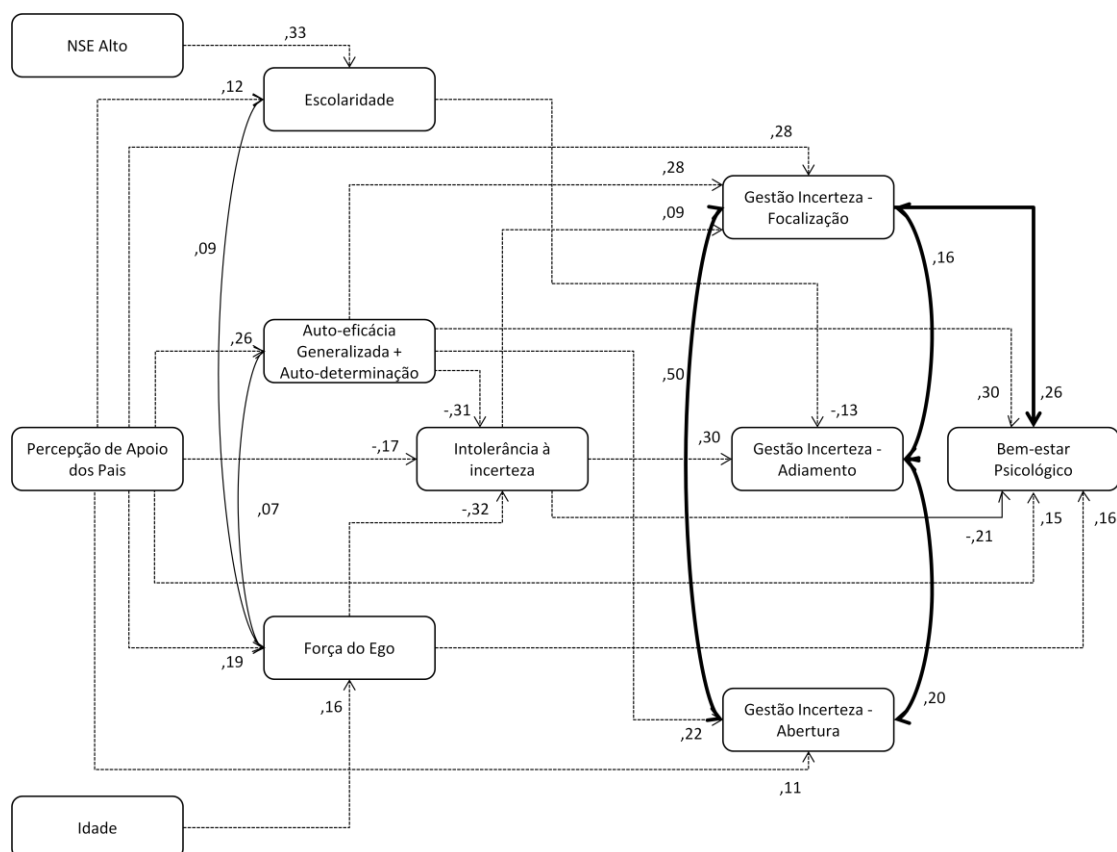 NSE Alto
,33
,12
Escolaridade
,28
,28
Gestão Incerteza -
Focalização
,09
,09
,16
Auto-eficácia
Generalizada +
Auto-determinação
,26
,50
,30
,26
-,31
-,13
Percepção de Apoio
dos Pais
-,17
Intolerância à
incerteza
,30
Gestão Incerteza -
Adiamento
Bem-estar
Psicológico
,07
-,32
-,21
,15
,16
Força do Ego
,19
,16
Gestão Incerteza -
Abertura
,20
,22
,11
Idade